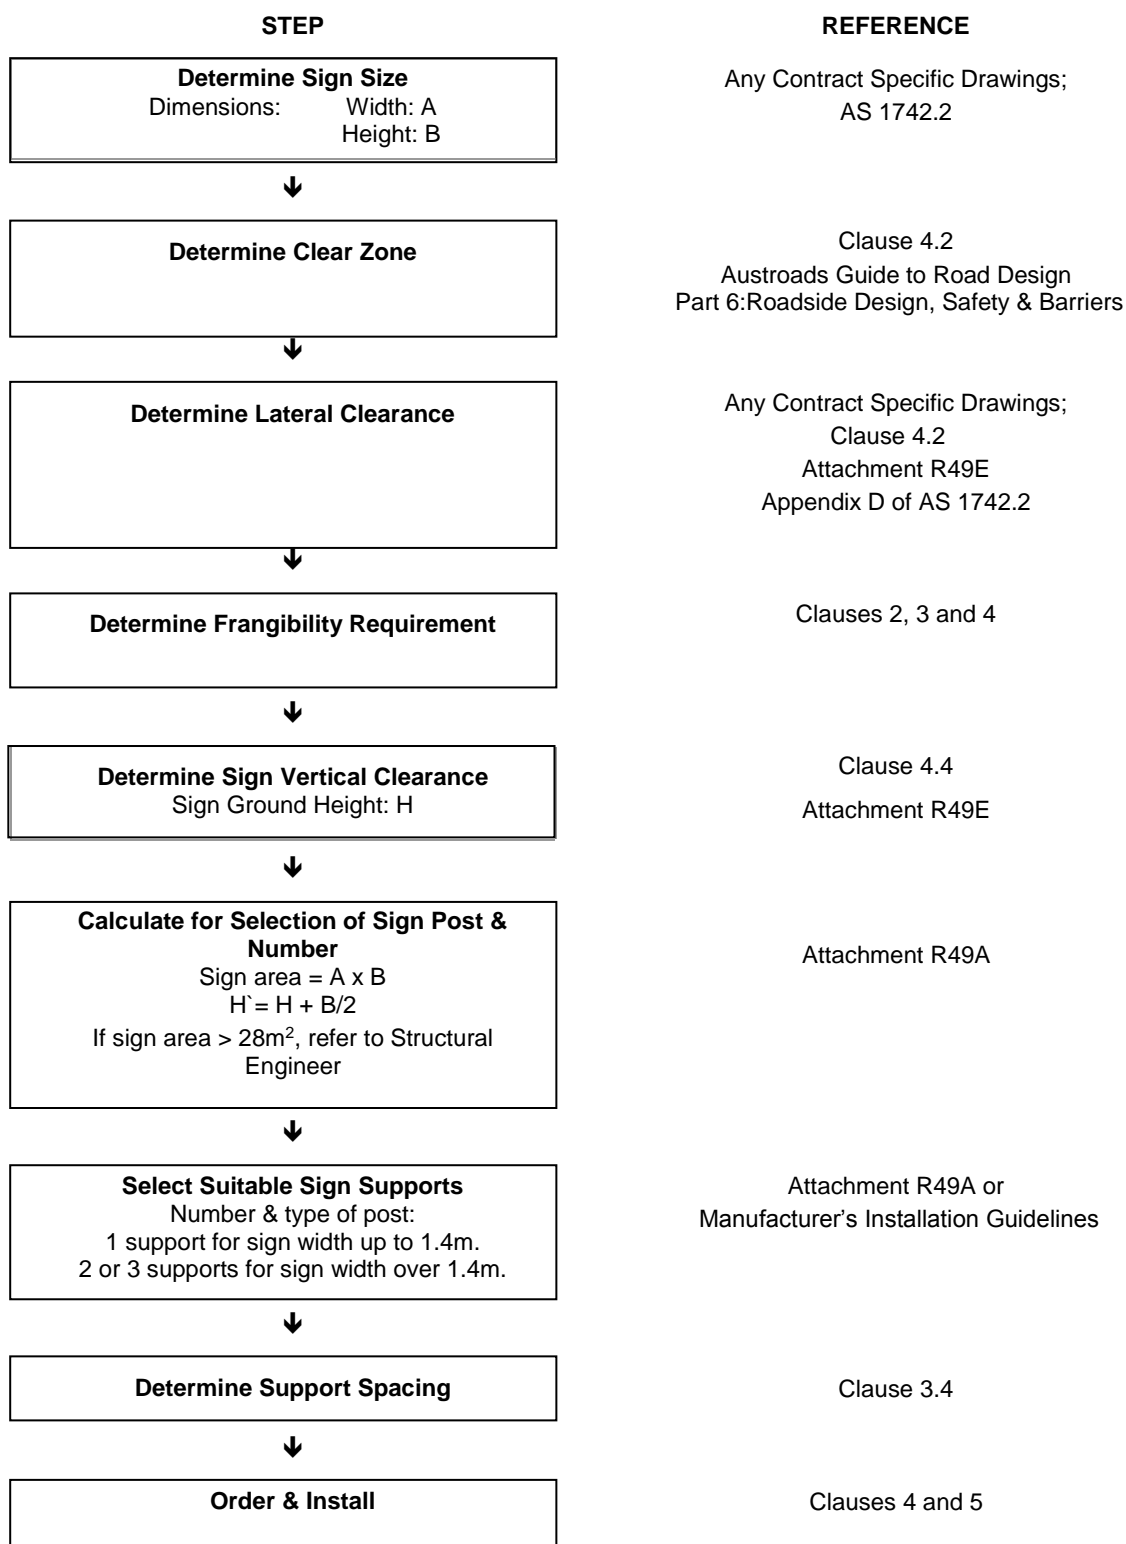 STEP
REFERENCE
Determine Sign Size
Dimensions: Width: A
Height: B
Any Contract Specific Drawings;
AS 1742.2
Determine Clear Zone
Clause 4.2
Austroads Guide to Road Design
Part 6:Roadside Design, Safety & Barriers
Determine Lateral Clearance
Any Contract Specific Drawings;
Clause 4.2
Attachment R49E
Appendix D of AS 1742.2
Determine Frangibility Requirement
Clauses 2, 3 and 4
Determine Sign Vertical Clearance
Sign Ground Height: H
Clause 4.4
Attachment R49E
Calculate for Selection of Sign Post &
Number
Sign area = A x B
H`= H + B/2
If sign area > 28m², refer to Structural
Engineer
Attachment R49A
Select Suitable Sign Supports
Number & type of post:
1 support for sign width up to 1.4m.
2 or 3 supports for sign width over 1.4m.
Attachment R49A or
Manufacturer’s Installation Guidelines
Determine Support Spacing
Clause 3.4
Order & Install
Clauses 4 and 5